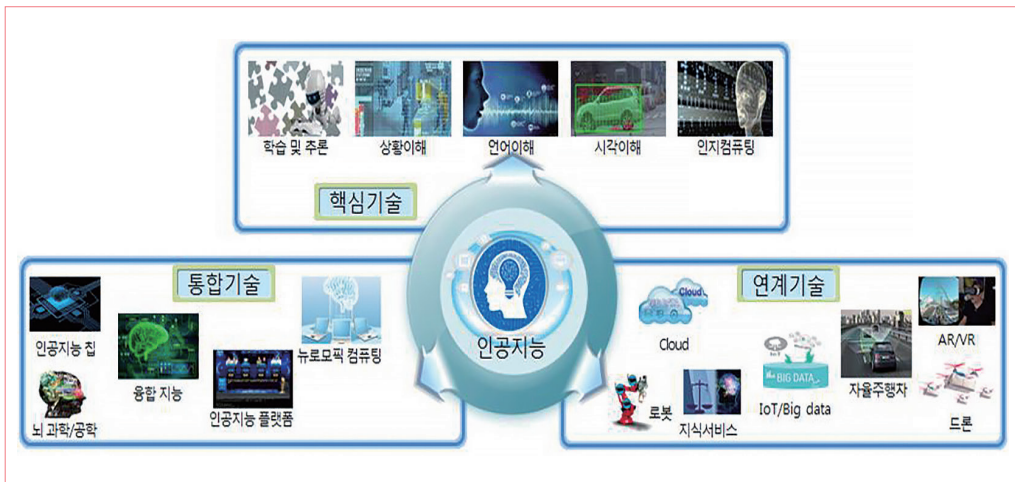 학습 및 추론
상황이해
언어이해
시각이해
인지컴퓨팅
핵심기술
인공지능
통합기술
인공지능 칩
뇌 과학/공학
융합 지능
인공지능 플랫폼
뉴로모픽 컴퓨팅
연계기술
Cloud
Cloud
로봇
지식서비스
BIG DATA
IoT/Big data
자율주행차
AR/VR
드론